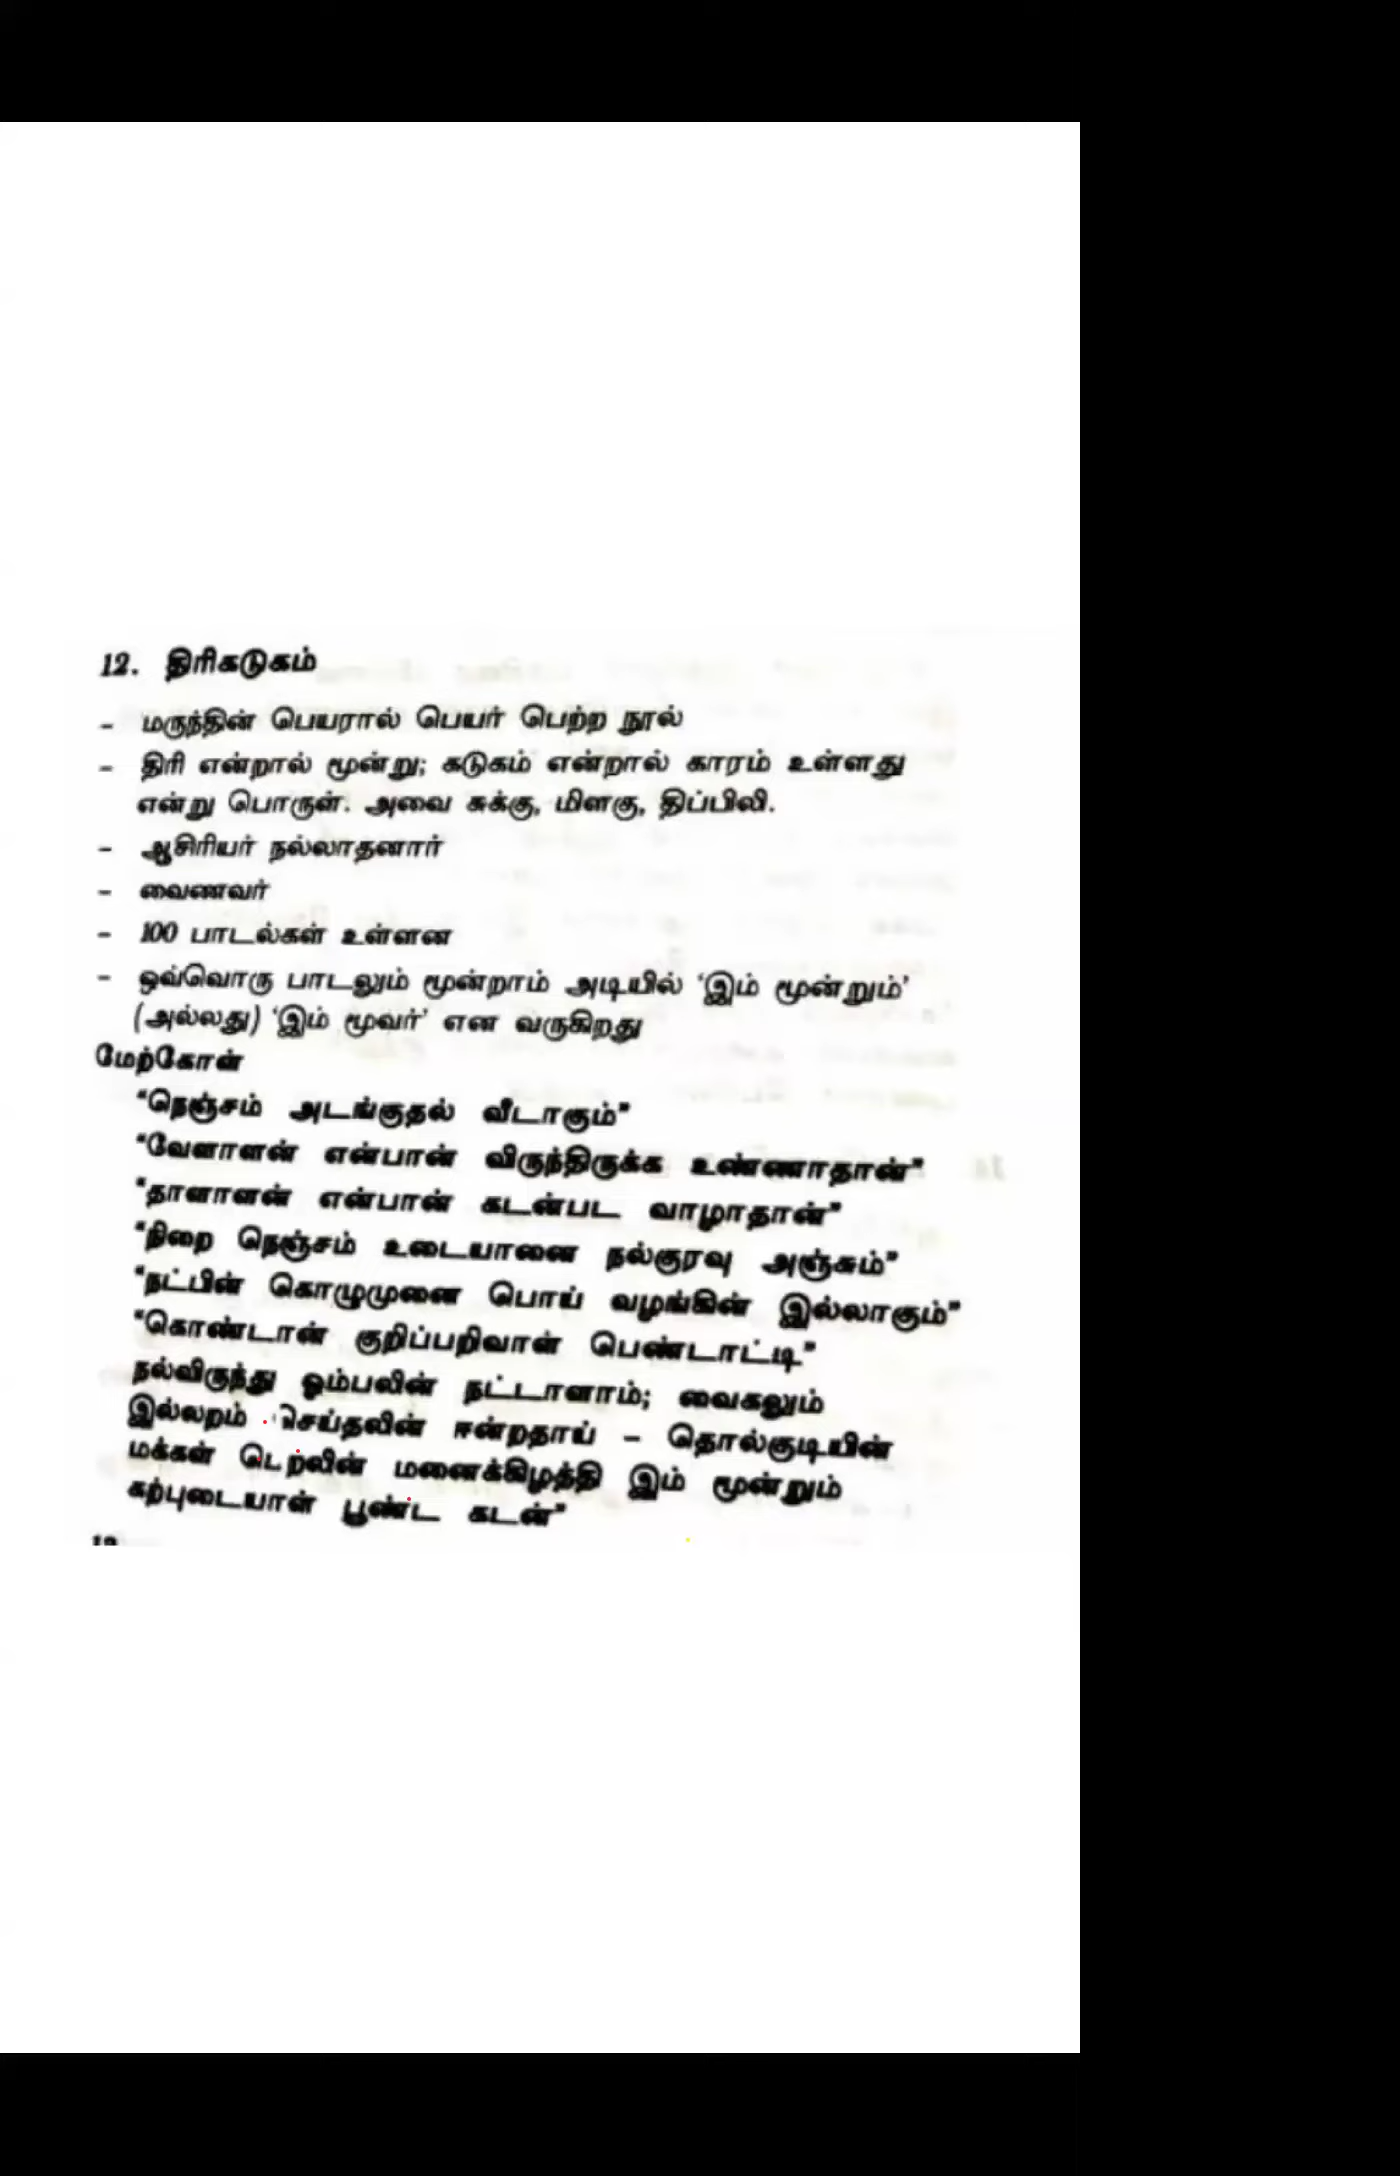 12. திரிகடுகம்
- மருந்தின் பெயரால் பெயர் பெற்ற நூல்
- திரி என்றால் மூன்று; கடுகம் என்றால் காரம் உள்ளது
என்று பொருள். அவை சுக்கு, மிளகு, திப்பிலி.
- ஆசிரியர் நல்லாதனார்
- வைணவர்
- 100 பாடல்கள் உள்ளன
- ஒவ்வொரு பாடலும் மூன்றாம் அடியில் ‘இம் மூன்றும்’
(அல்லது) ‘இம் மூவர்’ என வருகிறது
மேற்கோள்
“நெஞ்சம் அடங்குதல் வீடாகும்”
“வேளாளன் என்பான் விருந்திருக்க உண்ணாதான்”
“தாளாளன் என்பான் கடன்பட வாழாதான்”
“நிறை நெஞ்சம் உடையானை நல்குரவு அஞ்சும்”
“நட்பின் கொழுமுனை பொய் வழங்கின் இல்லாகும்”
“கொண்டான் குறிப்பறிவாள் பெண்டாட்டி”
நல்விருந்து ஓம்பலின் நட்டாளாம்; வைகலும்
இல்லறம் செய்தலின் ஈன்றதாய் – தொல்குடியின்
மக்கள் பெறலின் மனைக்கிழத்தி இம் மூன்றும்
கற்புடையாள் பூண்ட கடன்”